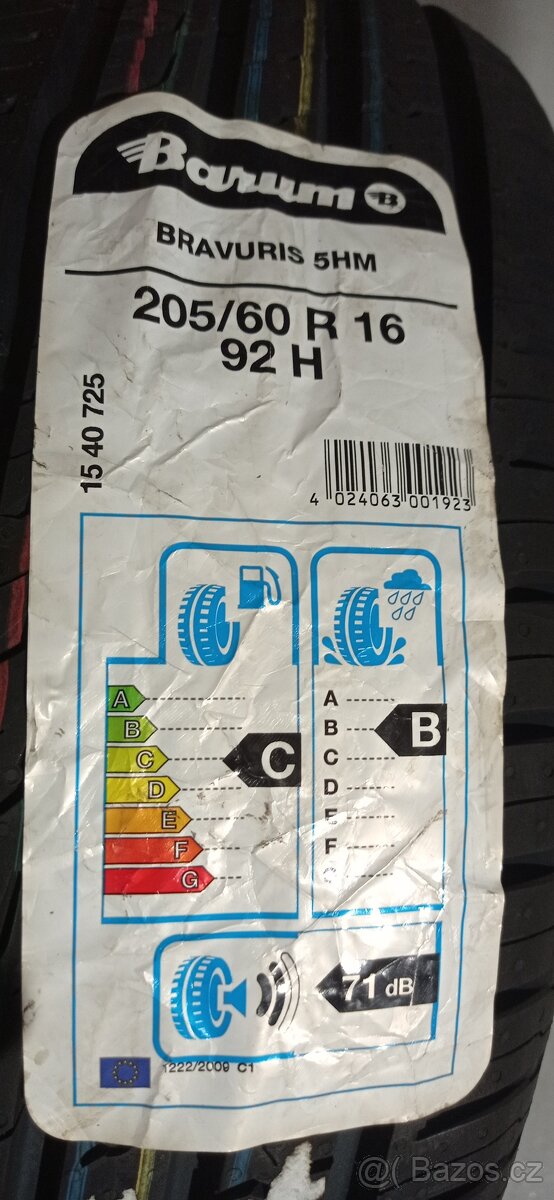 Barum B
BRAVURIS 5HM
205/60 R 16
92 H
15 40 725
4 024063 001923
A
B
C
D
E
F
G
C
A
B
C
D
E
F
G
B
71 dB
1222/2009 C1
@( Bazos.cz